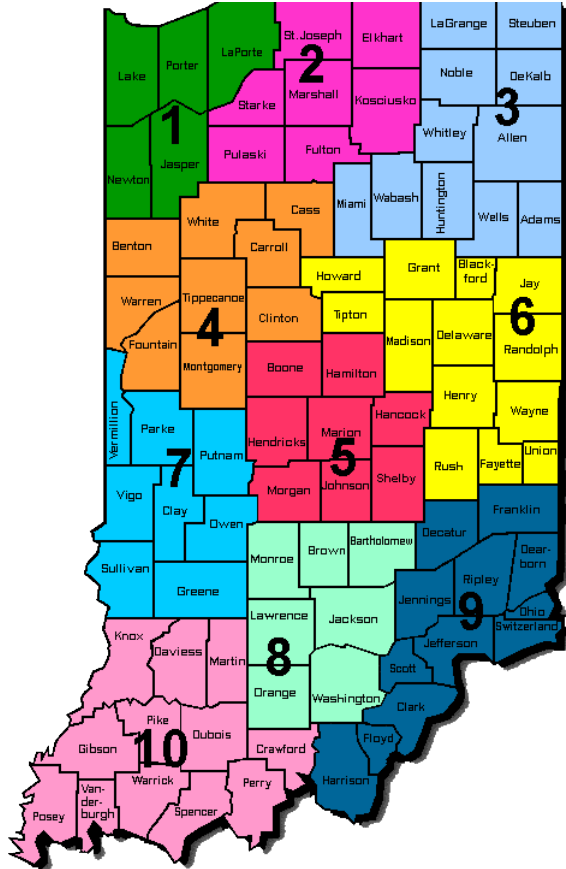 St. Joseph
Elkhart
LaGrange
Steuben
LaPorte
Porter
Lake
2
Noble
DeKalb
Starke
Marshall
Kosciusko
3
1
Whitley
Allen
Jasper
Pulaski
Fulton
Newton
Miami
Wabash
Huntington
Wells
Adams
White
Cass
Benton
Carroll
Howard
Grant
Black-
ford
Jay
Warren
Tippecanoe
Clinton
Tipton
4
6
Fountain
Montgomery
Madison
Delaware
Randolph
Boone
Hamilton
Vermillion
Parke
Henry
Wayne
Hendricks
Marion
Hancock
Putnam
5
7
Rush
Fayette
Union
Vigo
Clay
Morgan
Johnson
Shelby
Owen
Franklin
Decatur
Sullivan
Monroe
Brown
Bartholomew
Dear-
born
Greene
Ripley
Jennings
9
Ohio
Lawrence
Jackson
Switzerland
Knox
Daviess
Martin
8
Jefferson
Scott
Orange
Washington
Clark
Pike
Dubois
Gibson
10
Crawford
Floyd
Harrison
Warrick
Perry
Posey
Van-
der-
burgh
Spencer